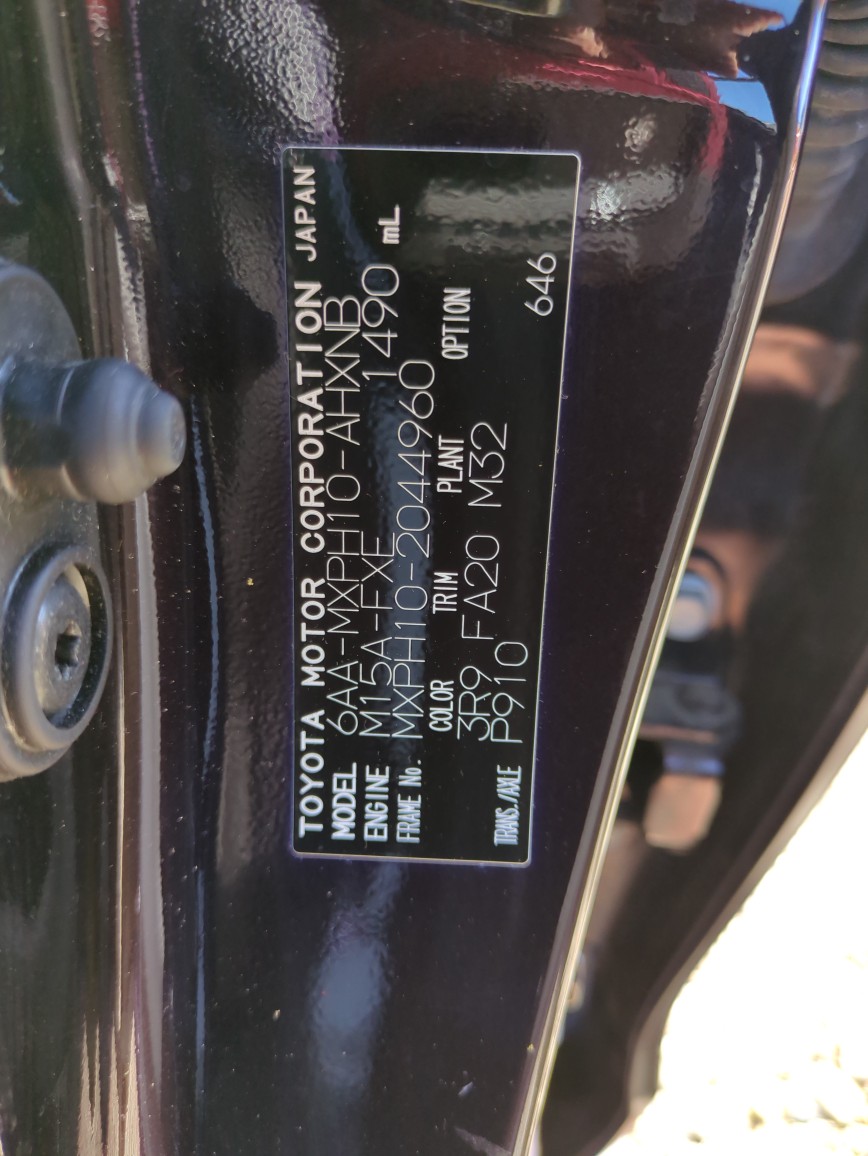 TOYOTA MOTOR CORPORATION JAPAN
MODEL 6AA-MXPH10-AHXNB
ENGINE M15A-FXE 1490 mL
FRAME No. MXPH10-2044960
COLOR TRIM PLANT OPTION
3R9 FA20 M32
TRANS./AXLE P910 646